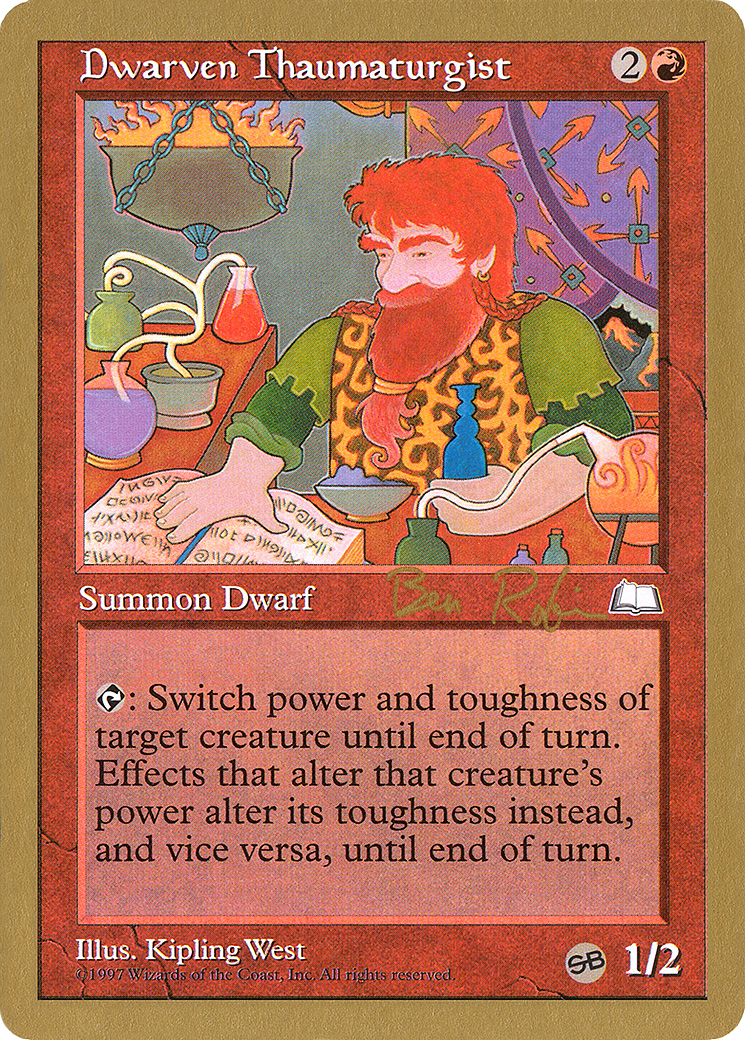 Dwarven Thaumaturgist 2
Summon Dwarf
Ben Rubin
: Switch power and toughness of
target creature until end of turn.
Effects that alter that creature's
power alter its toughness instead,
and vice versa, until end of turn.
Illus. Kipling West
©1997 Wizards of the Coast, Inc. All rights reserved.
SB 1/2